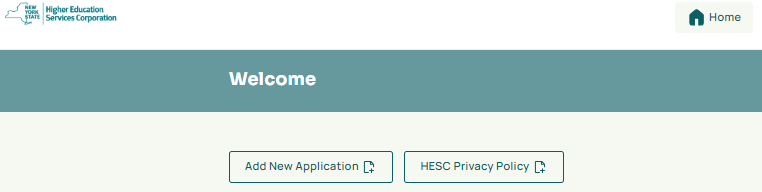 NEW
YORK
STATE
Higher Education
Services Corporation
Home
Welcome
Add New Application
HESC Privacy Policy